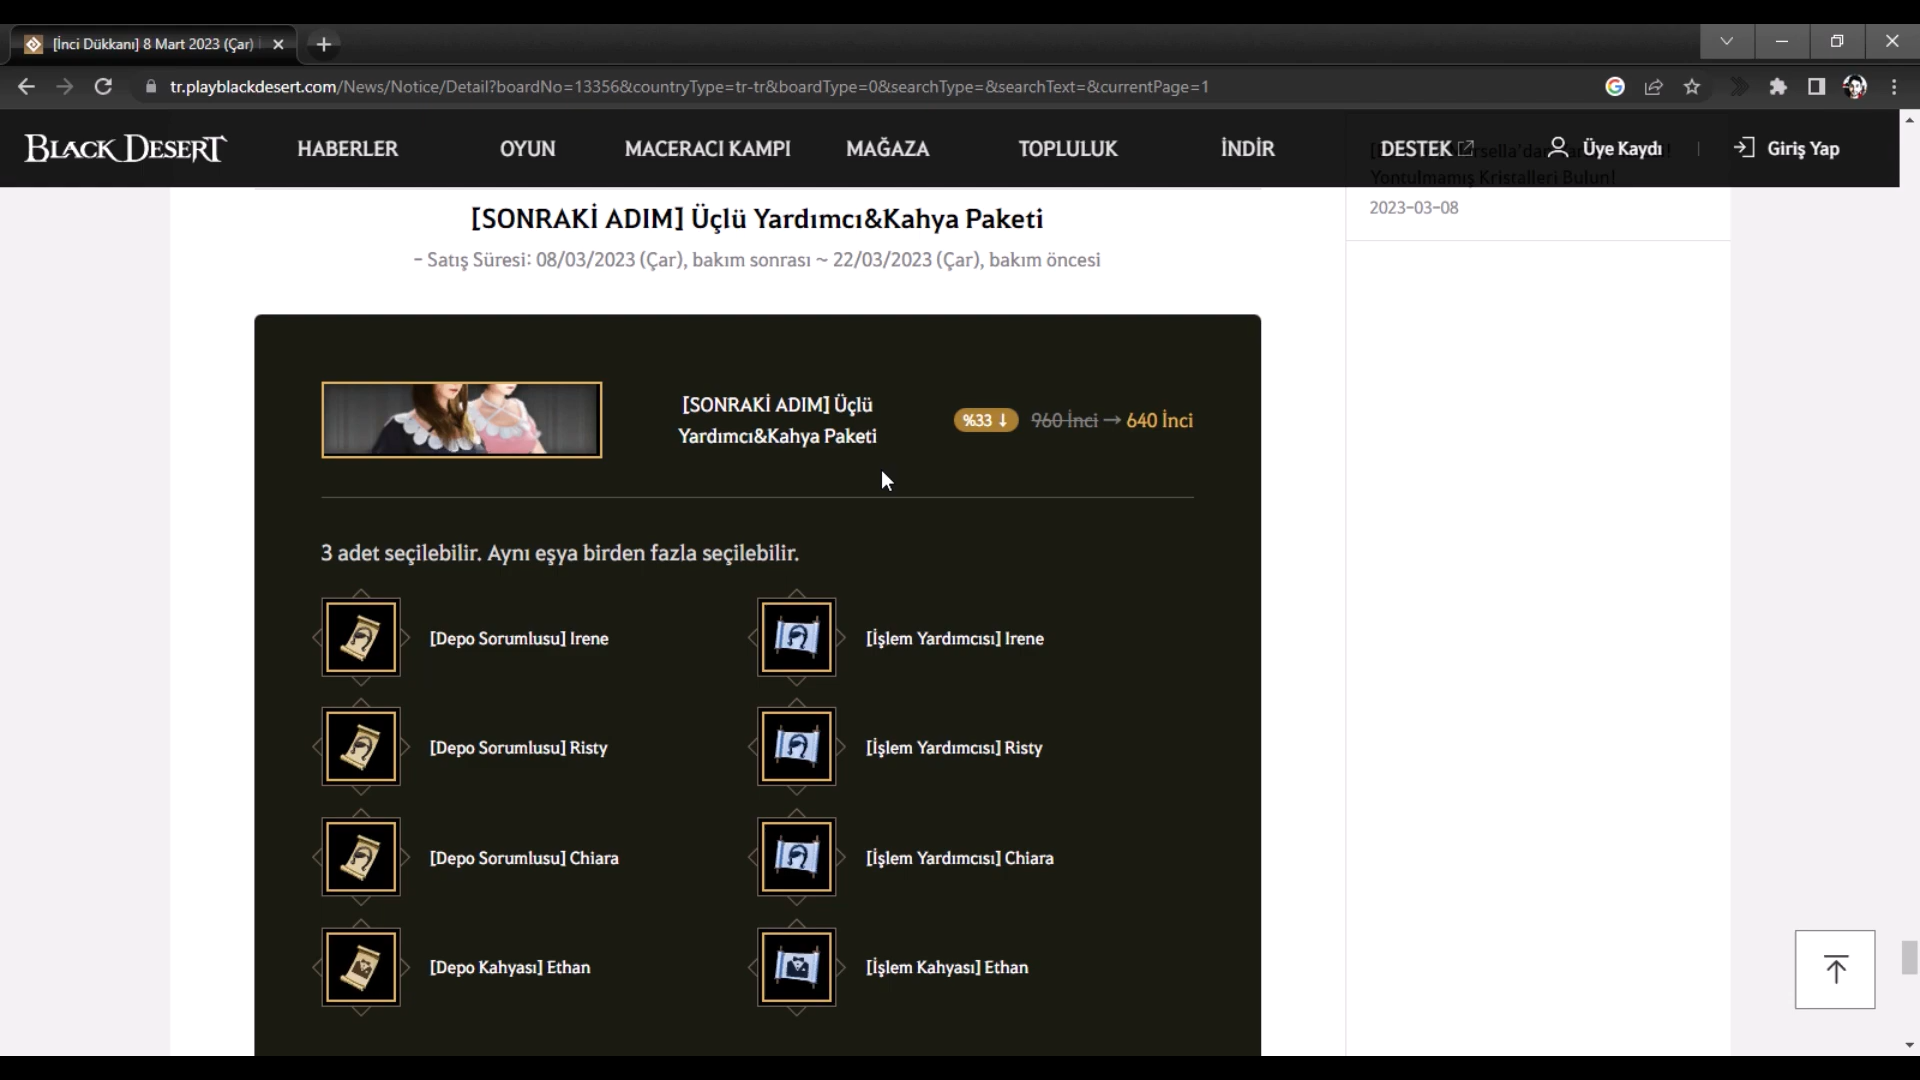 [İnci Dükkanı] 8 Mart 2023 (Çar)
tr.playblackdesert.com/News/Notice/Detail?boardNo=13356&countryType=tr-tr&boardType=0&searchType=&searchText=&currentPage=1
BLACK DESERT
HABERLER
OYUN
MACERACI KAMPI
MAĞAZA
TOPLULUK
İNDİR
DESTEK
Üye Kaydı
Giriş Yap
Yontulmamış Kristalleri Bulun!
2023-03-08
[SONRAKİ ADIM] Üçlü Yardımcı&Kahya Paketi
- Satış Süresi: 08/03/2023 (Çar), bakım sonrası ~ 22/03/2023 (Çar), bakım öncesi
[SONRAKİ ADIM] Üçlü
Yardımcı&Kahya Paketi
%33 ↓ 960 İnci → 640 İnci
3 adet seçilebilir. Aynı eşya birden fazla seçilebilir.
[Depo Sorumlusu] Irene
[İşlem Yardımcısı] Irene
[Depo Sorumlusu] Risty
[İşlem Yardımcısı] Risty
[Depo Sorumlusu] Chiara
[İşlem Yardımcısı] Chiara
[Depo Kahyası] Ethan
[İşlem Kahyası] Ethan